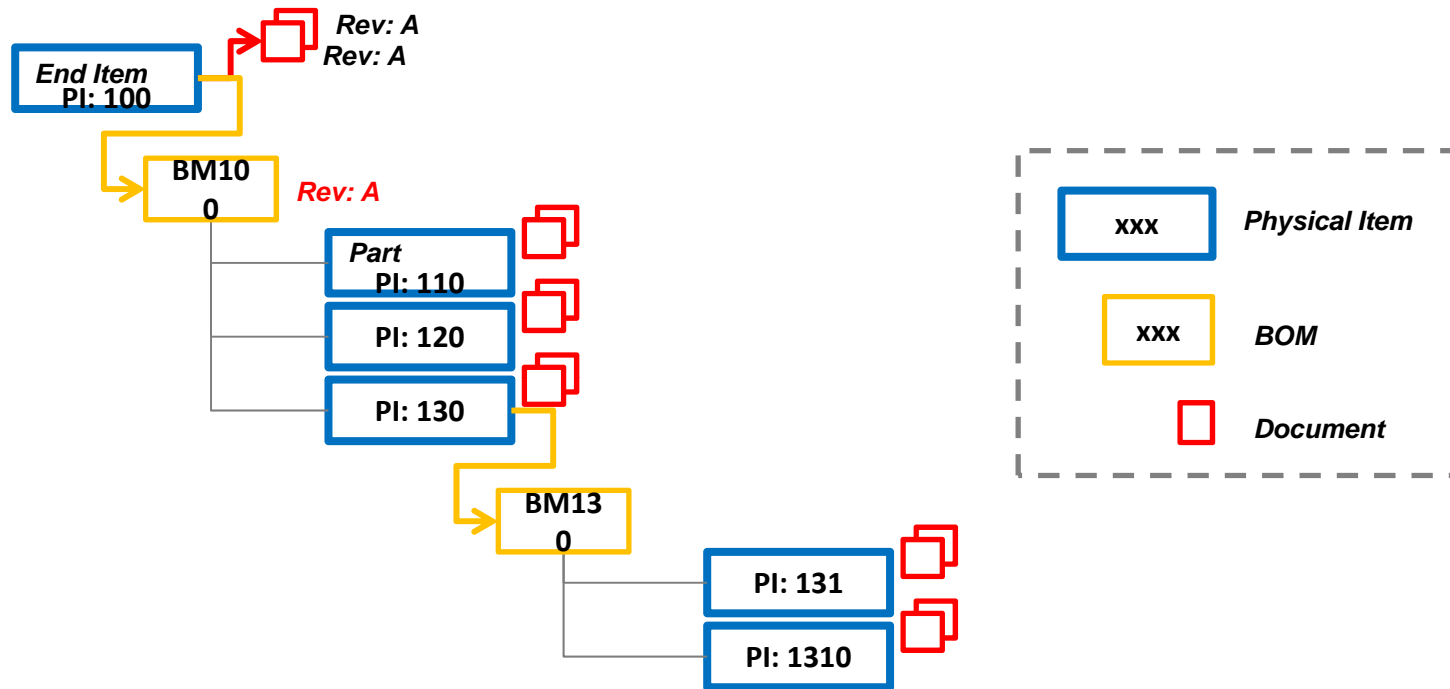 Rev: A
Rev: A
End Item
PI: 100
BM10
0
Rev: A
Part
PI: 110
PI: 120
PI: 130
BM13
0
PI: 131
PI: 1310
xxx
Physical Item
xxx
BOM
Document